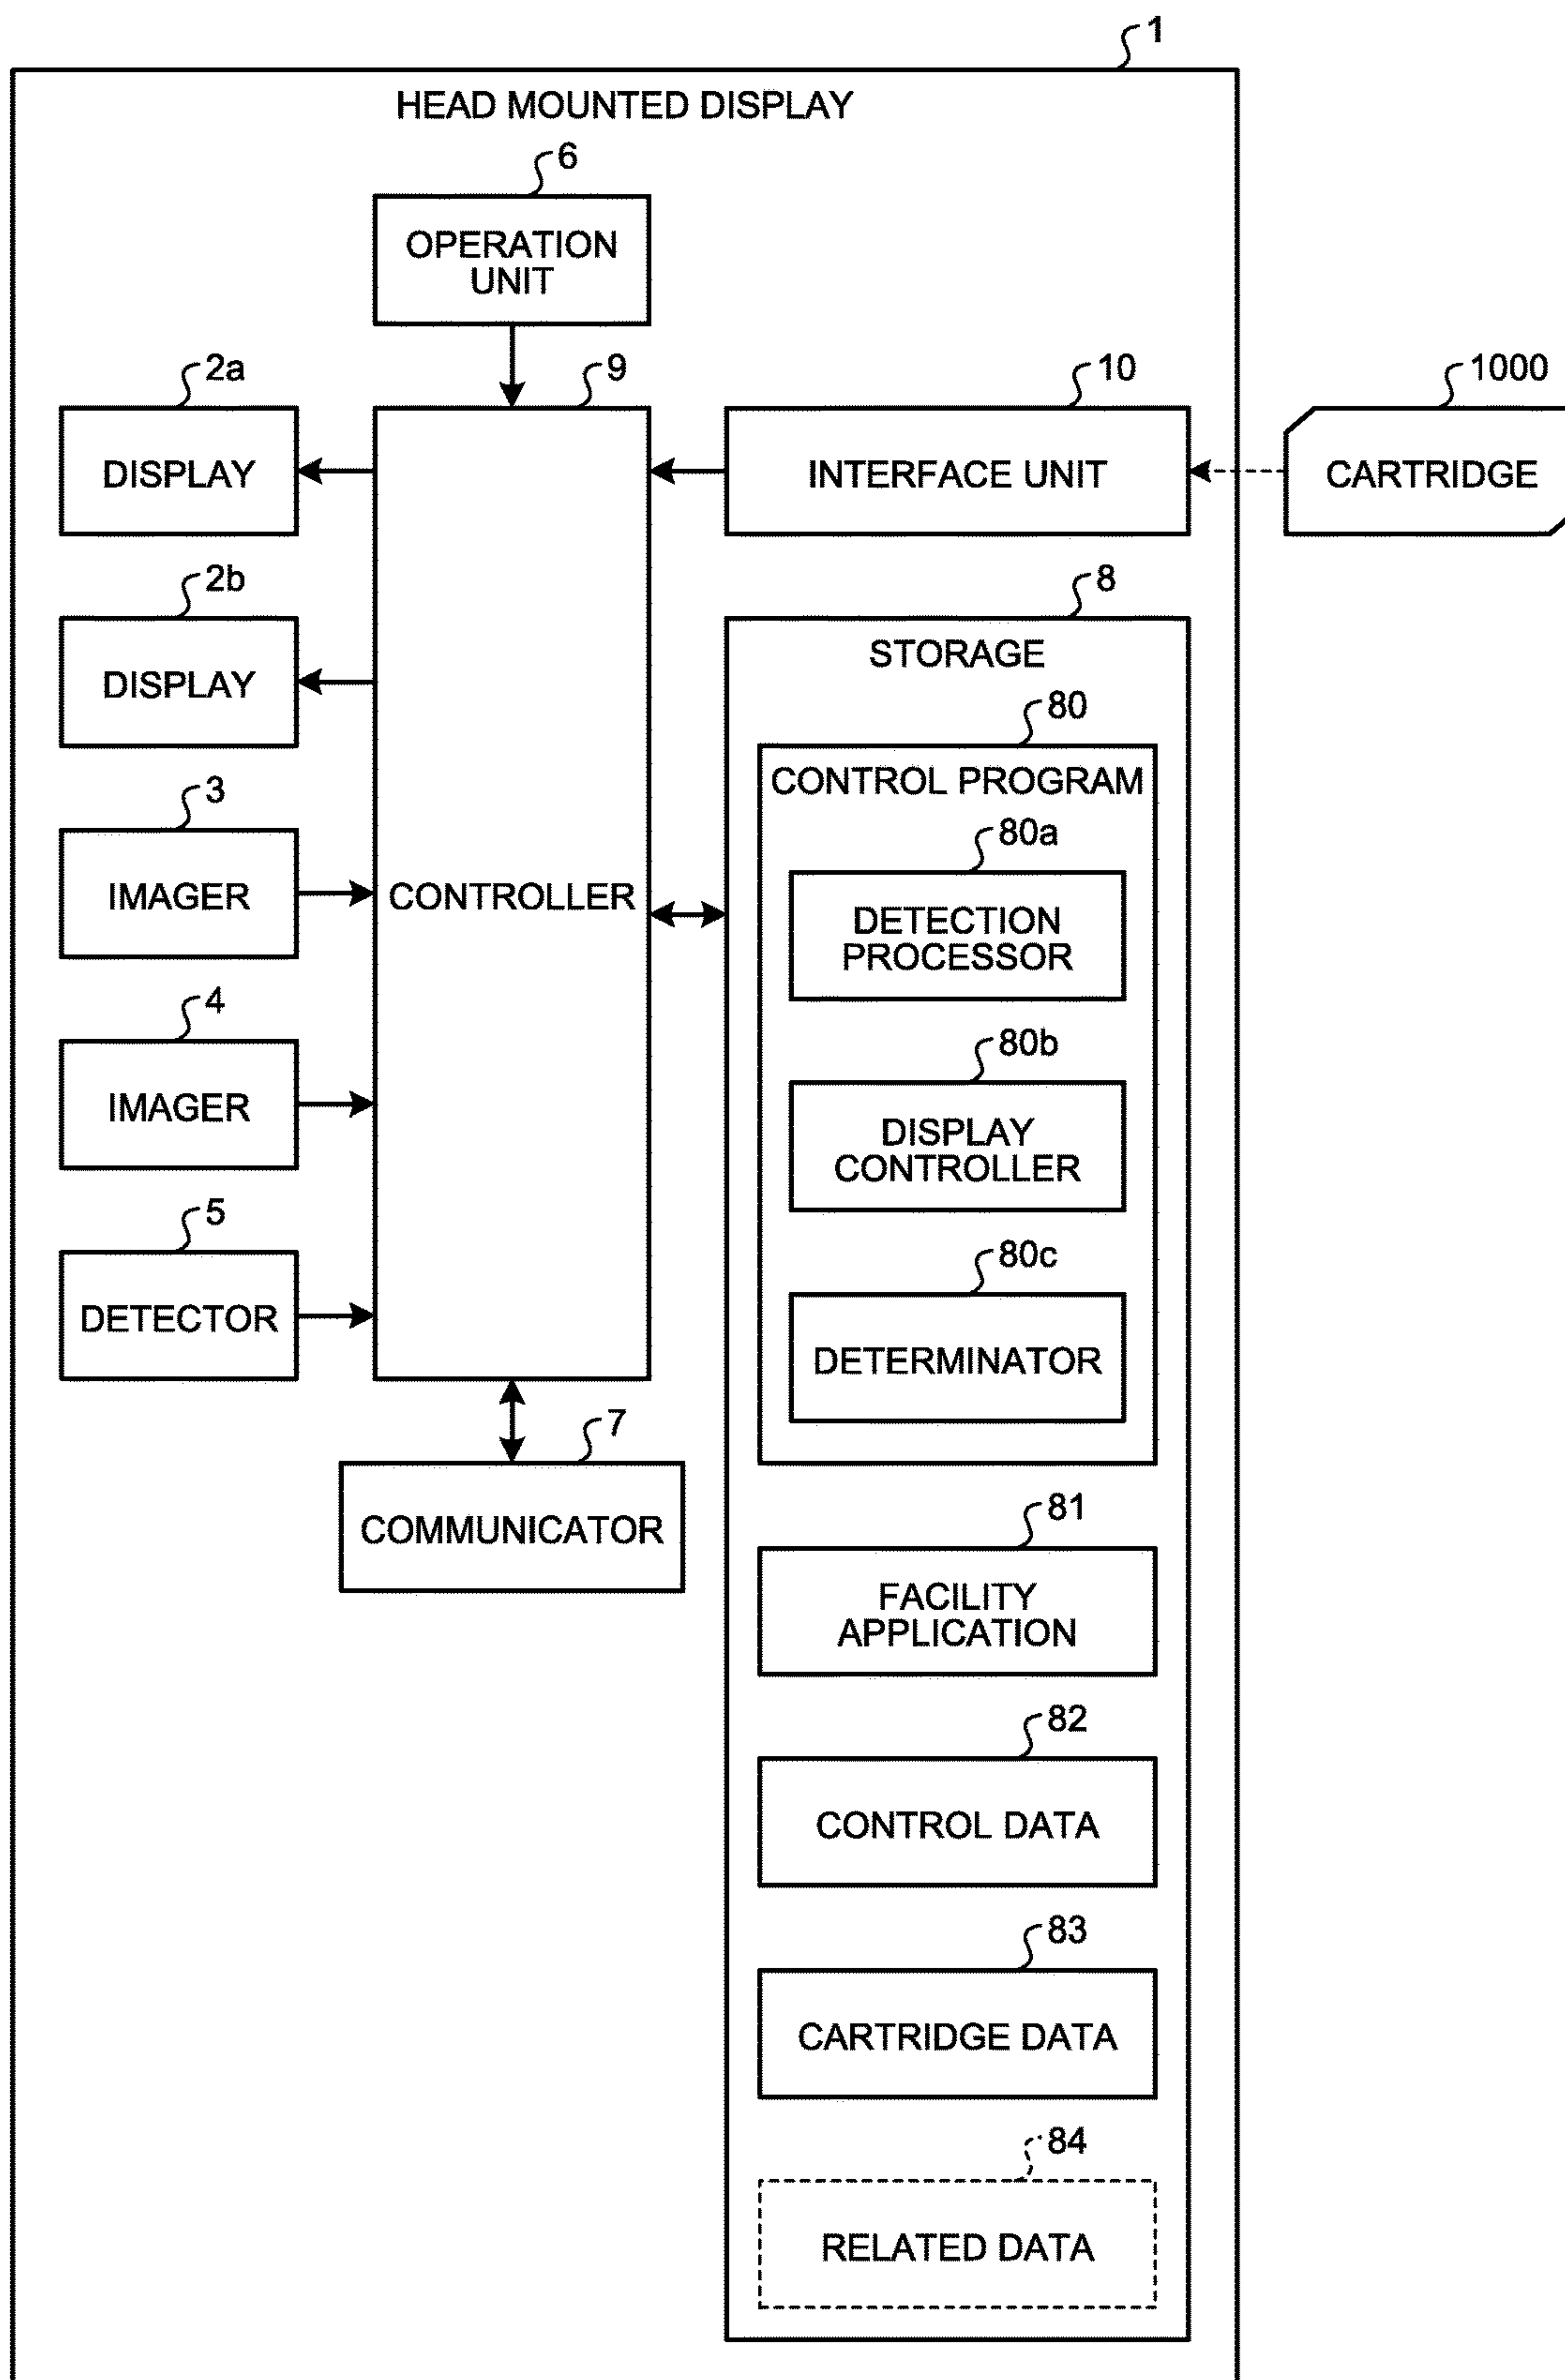 1
HEAD MOUNTED DISPLAY
6
OPERATION
UNIT
2a
9
10
1000
DISPLAY
INTERFACE UNIT
CARTRIDGE
2b
8
DISPLAY
STORAGE
80
CONTROL PROGRAM
3
80a
IMAGER
CONTROLLER
DETECTION
PROCESSOR
4
80b
IMAGER
DISPLAY
CONTROLLER
5
80c
DETECTOR
DETERMINATOR
7
COMMUNICATOR
81
FACILITY
APPLICATION
82
CONTROL DATA
83
CARTRIDGE DATA
84
RELATED DATA